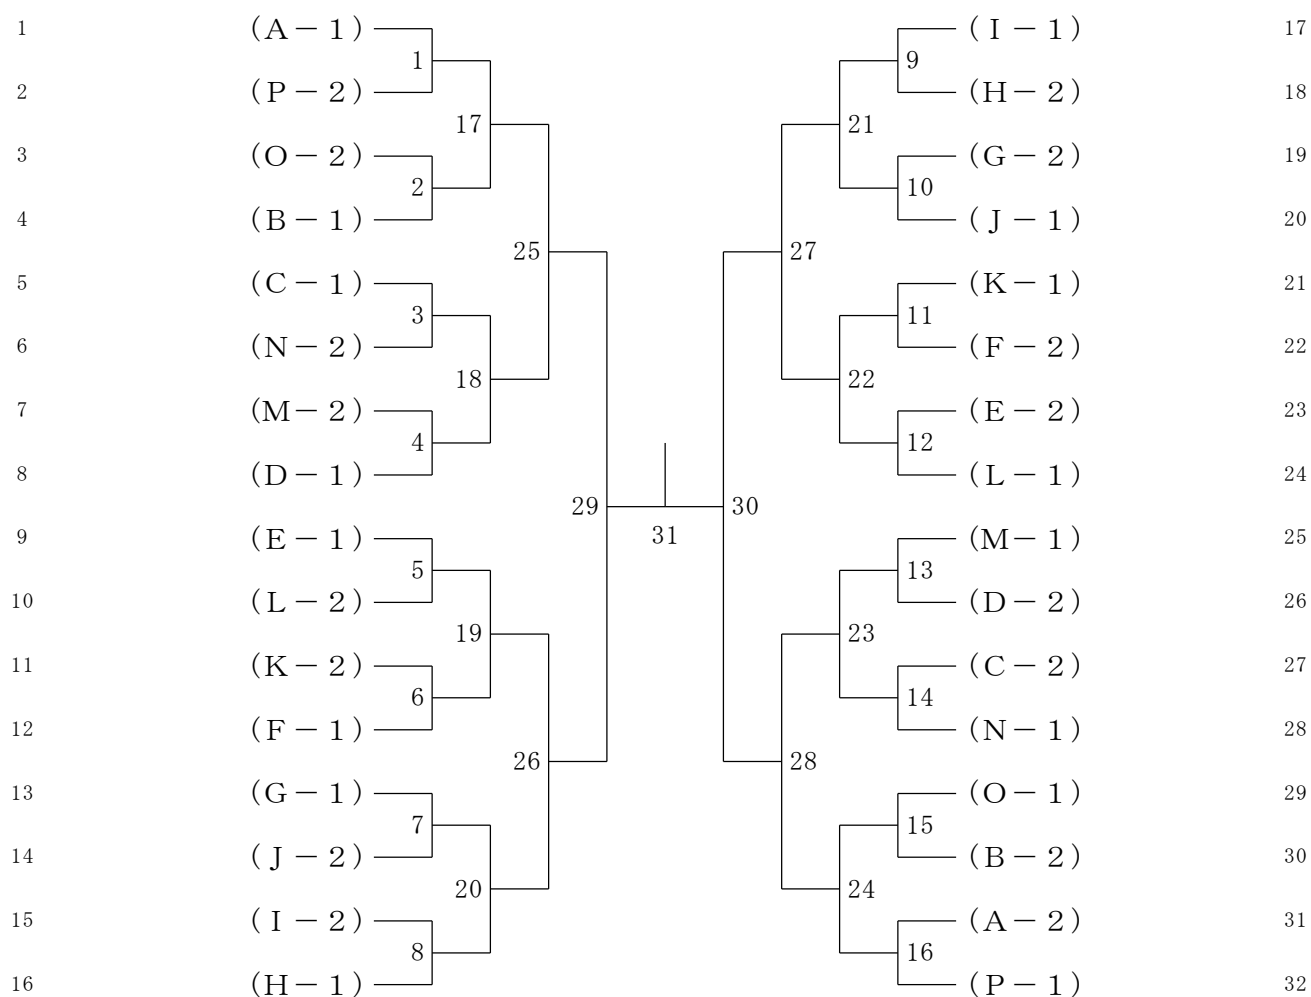 1 (A－1) (I－1) 17
1 9
2 (P－2) (H－2) 18
17 21
3 (O－2) (G－2) 19
2 10
4 (B－1) (J－1) 20
25 27
5 (C－1) (K－1) 21
3 11
6 (N－2) (F－2) 22
18 22
7 (M－2) (E－2) 23
4 12
8 (D－1) (L－1) 24
29 30
31
9 (E－1) (M－1) 25
5 13
10 (L－2) (D－2) 26
19 23
11 (K－2) (C－2) 27
6 14
12 (F－1) (N－1) 28
26 28
13 (G－1) (O－1) 29
7 15
14 (J－2) (B－2) 30
20 24
15 (I－2) (A－2) 31
8 16
16 (H－1) (P－1) 32